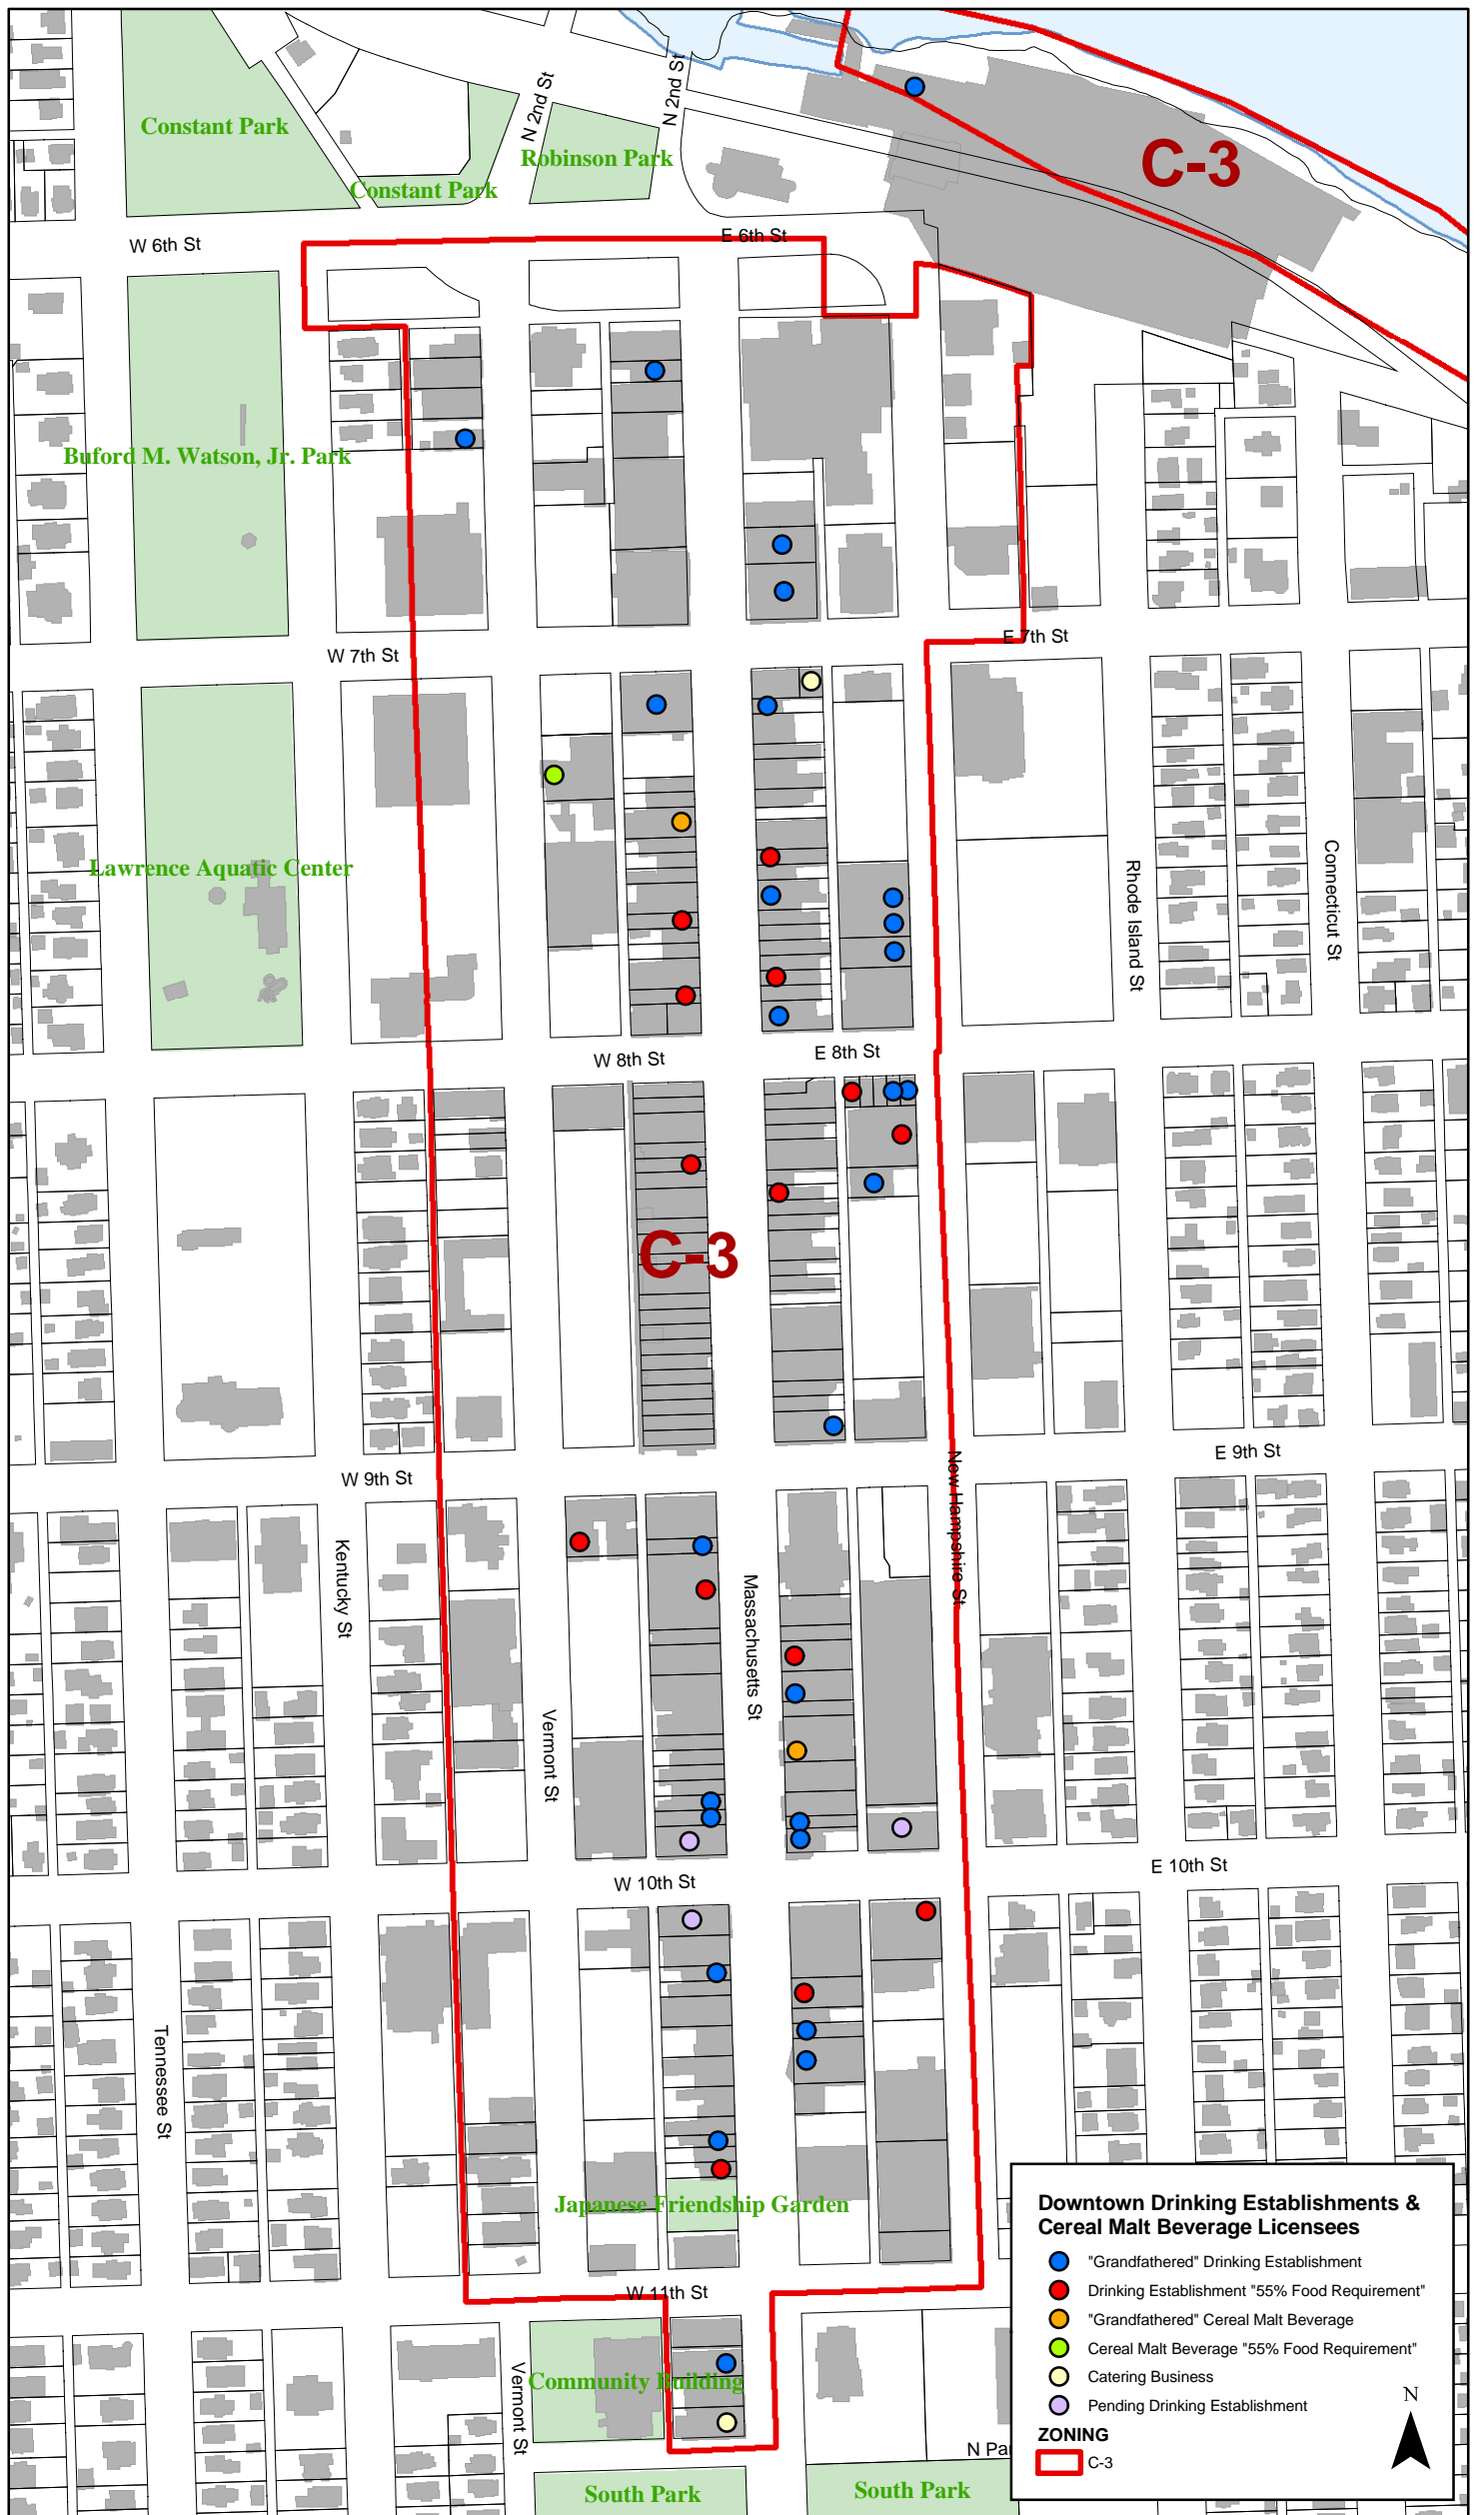 N 2nd St
N 2nd St
Constant Park
Robinson Park
Constant Park
C-3
W 6th St
E 6th St
Buford M. Watson, Jr. Park
E 7th St
W 7th St
Lawrence Aquatic Center
Rhode Island St
Connecticut St
W 8th St
E 8th St
C-3
W 9th St
E 9th St
New Hampshire St
Kentucky St
Massachusetts St
Vermont St
W 10th St
E 10th St
Tennessee St
Japanese Friendship Garden
W 11th St
Vermont St
Community Building
South Park
South Park
N Par
Downtown Drinking Establishments &
Cereal Malt Beverage Licensees
"Grandfathered" Drinking Establishment
Drinking Establishment "55% Food Requirement"
"Grandfathered" Cereal Malt Beverage
Cereal Malt Beverage "55% Food Requirement"
Catering Business
Pending Drinking Establishment
ZONING
C-3
N